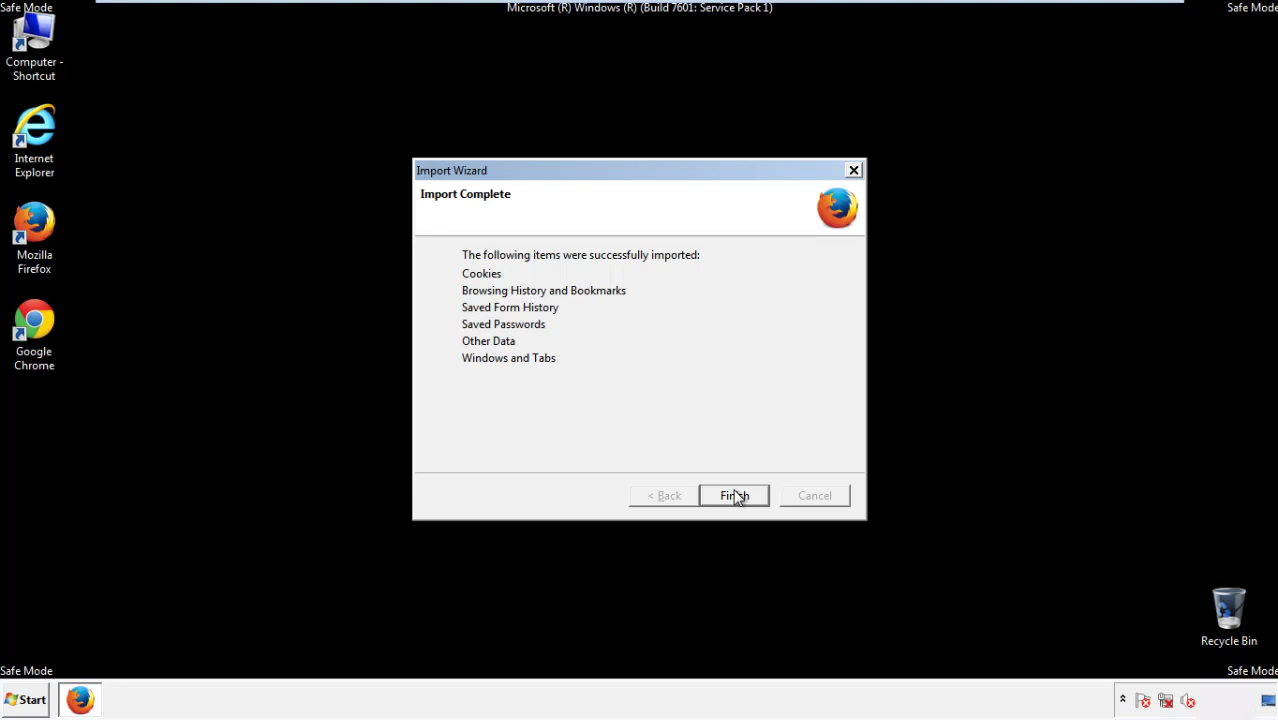 Safe Mode
Microsoft (R) Windows (R) (Build 7601: Service Pack 1)
Safe Mode
Computer -
Shortcut
Internet
Explorer
Mozilla
Firefox
Google
Chrome
Import Wizard
Import Complete
The following items were successfully imported:
Cookies
Browsing History and Bookmarks
Saved Form History
Saved Passwords
Other Data
Windows and Tabs
< Back
Finish
Cancel
Recycle Bin
Safe Mode
Safe Mode
Start